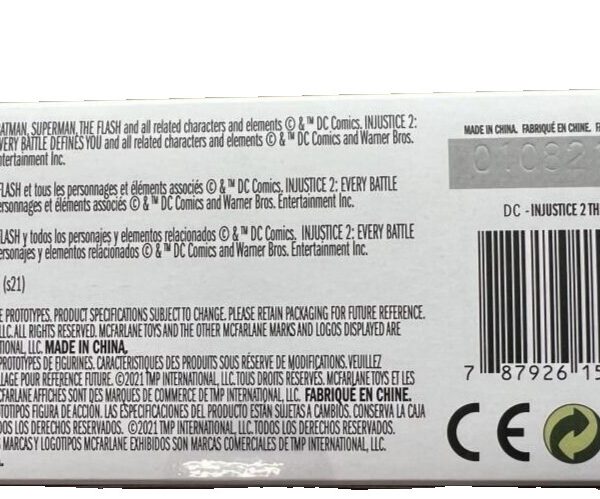 BATMAN, SUPERMAN, THE FLASH and all related characters and elements © & ™ DC Comics. INJUSTICE 2:
EVERY BATTLE DEFINES YOU and all related characters and elements © & ™ DC Comics and Warner Bros.
Entertainment Inc.
FLASH et tous les personnages et éléments associés © & ™ DC Comics. INJUSTICE 2: EVERY BATTLE
personnages et éléments associés © & ™ DC Comics and Warner Bros. Entertainment Inc.
FLASH y todos los personajes y elementos relacionados © & ™ DC Comics. INJUSTICE 2: EVERY BATTLE
personajes y elementos relacionados © & ™ DC Comics and Warner Bros. Entertainment Inc.
(s21)
PROTOTYPES. PRODUCT SPECIFICATIONS SUBJECT TO CHANGE. PLEASE RETAIN PACKAGING FOR FUTURE REFERENCE.
LLC. ALL RIGHTS RESERVED. MCFARLANE TOYS AND THE OTHER MCFARLANE MARKS AND LOGOS DISPLAYED ARE
LLC. MADE IN CHINA.
PROTOTYPES DE FIGURINES. CARACTERISTIQUES DES PRODUITS SOUS RÉSERVE DE MODIFICATIONS. VEUILLEZ
POUR RÉFÉRENCE FUTURE. ©2021 TMP INTERNATIONAL, LLC. TOUS DROITS RESERVES. MCFARLANE TOYS ET LES
MCFARLANE AFFICHÉS SONT DES MARQUES DE COMMERCE DE TMP INTERNATIONAL, LLC. FABRIQUÉ EN CHINE.
FIGURA DE ACCIÓN. LAS ESPECIFICACIONES DEL PRODUCTO ESTÁN SUJETAS A CAMBIOS. CONSERVA LA CAJA
LOS DERECHOS RESERVADOS. ©2021 TMP INTERNATIONAL, LLC. TODOS LOS DERECHOS RESERVADOS.
MARCAS Y LOGOTIPOS MCFARLANE EXHIBIDOS SON MARCAS COMERCIALES DE TMP INTERNATIONAL, LLC.
MADE IN CHINA. FABRIQUÉ EN CHINE.
010821
DC - INJUSTICE 2 TH
7 87926 15
CE